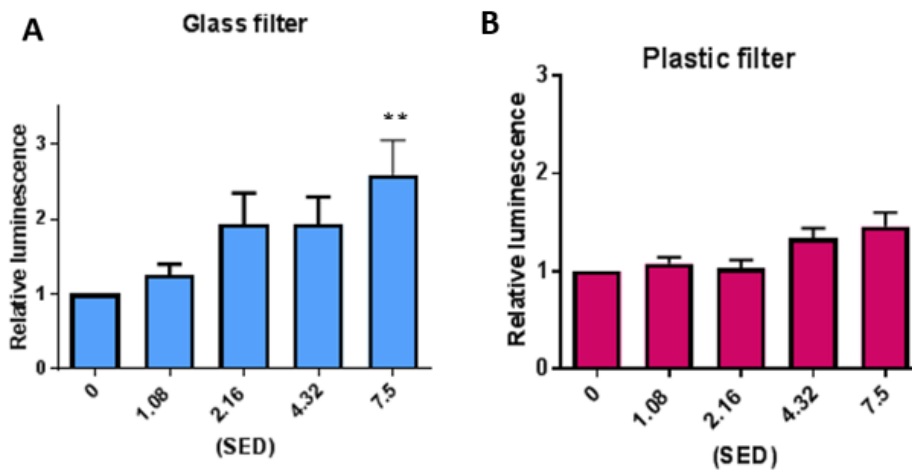 A
Glass filter
Relative luminescence
3
2
1
0
**
0
1.08
2.16
4.32
7.5
(SED)
B
Plastic filter
Relative luminescence
3
2
1
0
0
1.08
2.16
4.32
7.5
(SED)